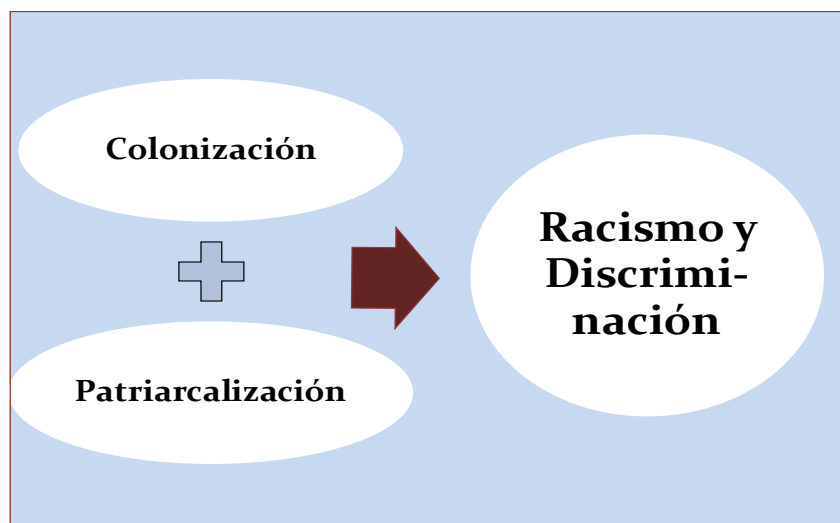 Colonización
Patriarcalización
Racismo y
Discrimi-
nación